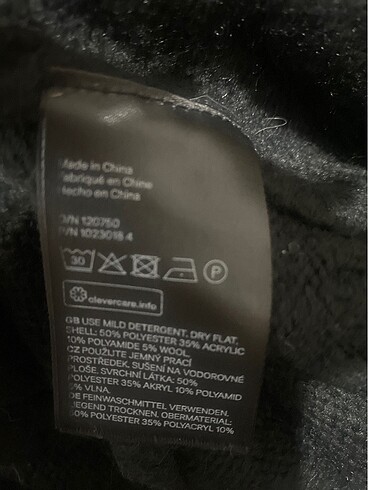 Made in China
Fabriqué en Chine
Hecho en China
O/N 120750
P/N 1023018.4
30
P
clevercare.info
GB USE MILD DETERGENT. DRY FLAT.
SHELL: 50% POLYESTER 35% ACRYLIC
10% POLYAMIDE 5% WOOL,
CZ POUŽITE JEMNÝ PRACÍ
PROSTŘEDEK. SUŠENÍ NA VODOROVNÉ
PLOŠE. SVRCHNÍ LÁTKA: 50%
POLYESTER 35% AKRYL 10% POLYAMID
5% VLNA,
DE FEINWASCHMITTEL VERWENDEN.
LIEGEND TROCKNEN. OBERMATERIAL:
50% POLYESTER 35% POLYACRYL 10%